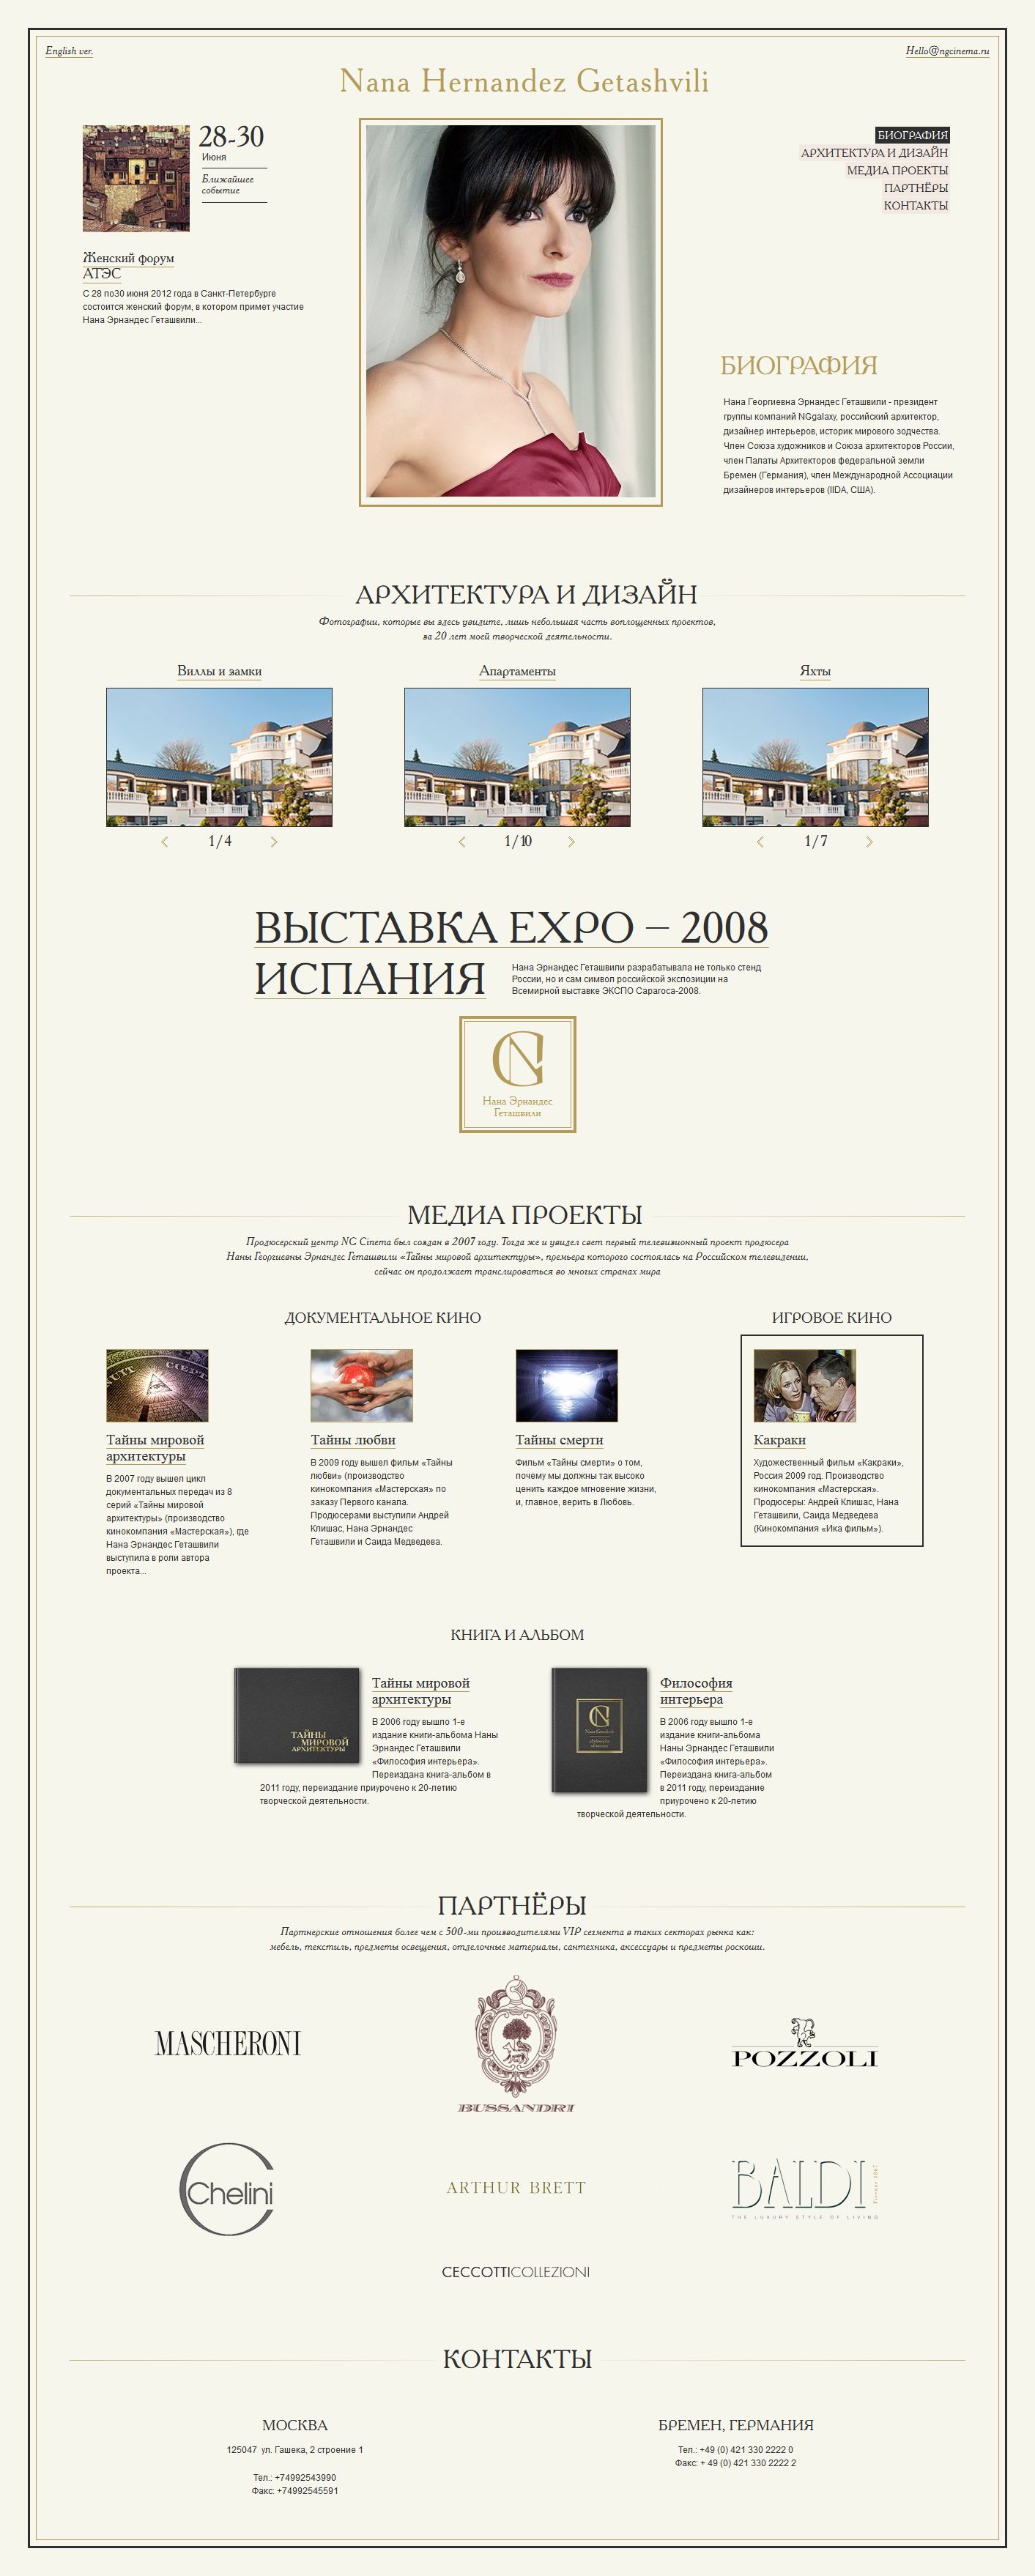 English ver.
Hello@ngcinema.ru
Nana Hernandez Getashvili
28-30
Июня
Ближайшее
событие
Женский форум
АТЭС
С 28 по30 июня 2012 года в Санкт-Петербурге
состоится женский форум, в котором примет участие
Нана Эрнандес Геташвили...
БИОГРАФИЯ
АРХИТЕКТУРА И ДИЗАЙН
МЕДИА ПРОЕКТЫ
ПАРТНЁРЫ
КОНТАКТЫ
БИОГРАФИЯ
Нана Георгиевна Эрнандес Геташвили - президент
группы компаний NGgalaxy, российский архитектор,
дизайнер интерьеров, историк мирового зодчества.
Член Союза художников и Союза архитекторов России,
член Палаты Архитекторов федеральной земли
Бремен (Германия), член Международной Ассоциации
дизайнеров интерьеров (IIDA, США).
АРХИТЕКТУРА И ДИЗАЙН
Фотографии, которые вы здесь увидите, лишь небольшая часть воплощенных проектов,
за 20 лет моей творческой деятельности.
Виллы и замки
Апартаменты
Яхты
1/4
1/10
1/7
ВЫСТАВКА EXPO – 2008
ИСПАНИЯ
Нана Эрнандес Геташвили разрабатывала не только стенд
России, но и сам символ российской экспозиции на
Всемирной выставке ЭКСПО Сарагоса-2008.
Нана Эрнандес
Геташвили
МЕДИА ПРОЕКТЫ
Продюсерский центр NG Cinema был создан в 2007 году. Тогда же и увидел свет первый телевизионный проект продюсера
Наны Георгиевны Эрнандес Геташвили «Тайны мировой архитектуры», премьера которого состоялась на Российском телевидении,
сейчас он продолжает транслироваться во многих странах мира
ДОКУМЕНТАЛЬНОЕ КИНО
Тайны мировой
архитектуры
В 2007 году вышел цикл
документальных передач из 8
серий «Тайны мировой
архитектуры» (производство
кинокомпания «Мастерская»), где
Нана Эрнандес Геташвили
выступила в роли автора
проекта...
Тайны любви
В 2009 году вышел фильм «Тайны
любви» (производство
кинокомпания «Мастерская» по
заказу Первого канала.
Продюсерами выступили Андрей
Клишас, Нана Эрнандес
Геташвили и Саида Медведева.
Тайны смерти
Фильм «Тайны смерти» о том,
почему мы должны так высоко
ценить каждое мгновение жизни,
и, главное, верить в Любовь.
ИГРОВОЕ КИНО
Какраки
Художественный фильм «Какраки»,
Россия 2009 год. Производство
кинокомпания «Мастерская».
Продюсеры: Андрей Клишас, Нана
Геташвили, Саида Медведева
(Кинокомпания «Ика фильм»).
КНИГА И АЛЬБОМ
ТАЙНЫ
МИРОВОЙ
АРХИТЕКТУРЫ
Тайны мировой
архитектуры
В 2006 году вышло 1-е
издание книги-альбома Наны
Эрнандес Геташвили
«Философия интерьера».
Переиздана книга-альбом в
2011 году, переиздание приурочено к 20-летию
творческой деятельности.
Философия
интерьера
В 2006 году вышло 1-е
издание книги-альбома
Наны Эрнандес Геташвили
«Философия интерьера».
Переиздана книга-альбом
в 2011 году, переиздание
приурочено к 20-летию
творческой деятельности.
ПАРТНЁРЫ
Партнерские отношения более чем с 500-ми производителями VIP сегмента в таких секторах рынка как:
мебель, текстиль, предметы освещения, отделочные материалы, сантехника, аксессуары и предметы роскоши.
MASCHERONI
BUSSANDRI
POZZOLI
Chelini
ARTHUR BRETT
BALDI
THE LUXURY STYLE OF LIVING
CECCOTTICOLLEZIONI
КОНТАКТЫ
МОСКВА
125047 ул. Гашека, 2 строение 1
Тел.: +74992543990
Факс: +74992545591
БРЕМЕН, ГЕРМАНИЯ
Тел.: +49 (0) 421 330 2222 0
Факс: + 49 (0) 421 330 2222 2